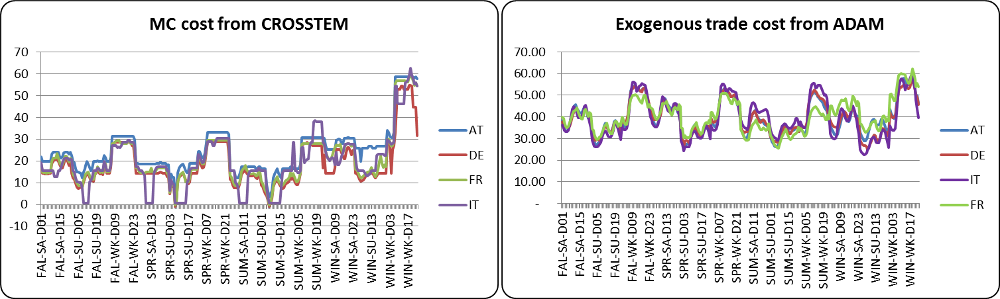 MC cost from CROSSTEM
70
60
50
40
30
20
10
0
-10
FAL-SA-D01
FAL-SA-D15
FAL-SU-D05
FAL-SU-D19
FAL-WK-D09
FAL-WK-D23
SPR-SA-D13
SPR-SU-D03
SPR-SU-D17
SPR-WK-D07
SPR-WK-D21
SUM-SA-D11
SUM-SU-D01
SUM-SU-D15
SUM-WK-D05
SUM-WK-D19
WIN-SA-D09
WIN-SA-D23
WIN-SU-D13
WIN-WK-D03
WIN-WK-D17
AT
DE
FR
IT
Exogenous trade cost from ADAM
70.00
60.00
50.00
40.00
30.00
20.00
10.00
-
FAL-SA-D01
FAL-SA-D15
FAL-SU-D05
FAL-SU-D19
FAL-WK-D09
FAL-WK-D23
SPR-SA-D13
SPR-SU-D03
SPR-SU-D17
SPR-WK-D07
SPR-WK-D21
SUM-SA-D11
SUM-SU-D01
SUM-SU-D15
SUM-WK-D05
SUM-WK-D19
WIN-SA-D09
WIN-SA-D23
WIN-SU-D13
WIN-WK-D03
WIN-WK-D17
AT
DE
IT
FR